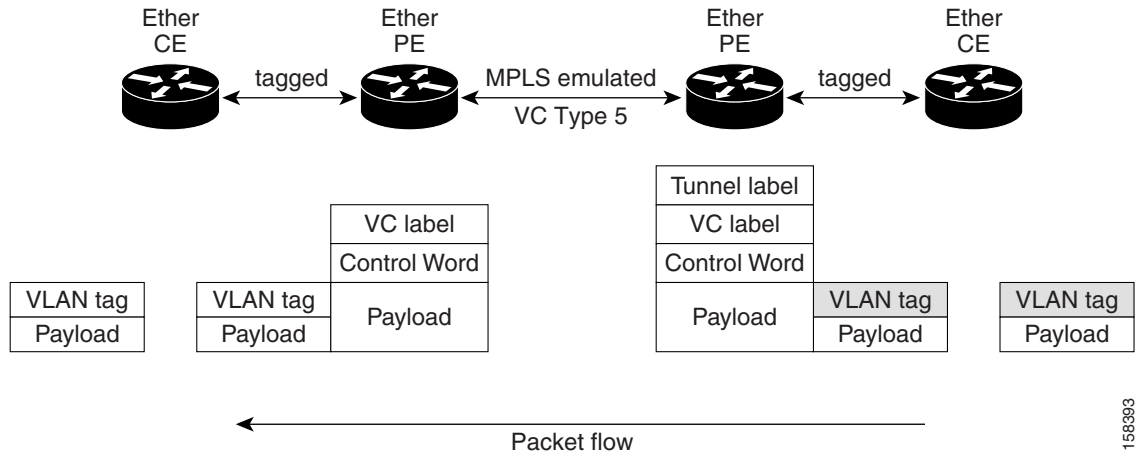 Ether
CE
Ether
PE
Ether
PE
Ether
CE
tagged
MPLS emulated
VC Type 5
tagged
Tunnel label
VC label
VC label
Control Word
Control Word
VLAN tag
VLAN tag
Payload
Payload
VLAN tag
VLAN tag
Payload
Payload
Payload
Payload
Packet flow
158393